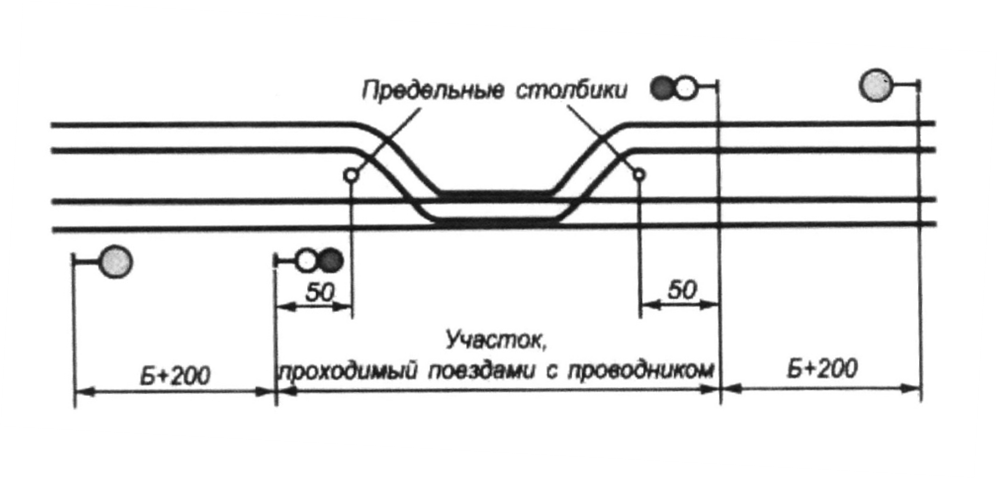 Предельные столбики
50
50
Участок,
Б+200
проходимый поездами с проводником
Б+200